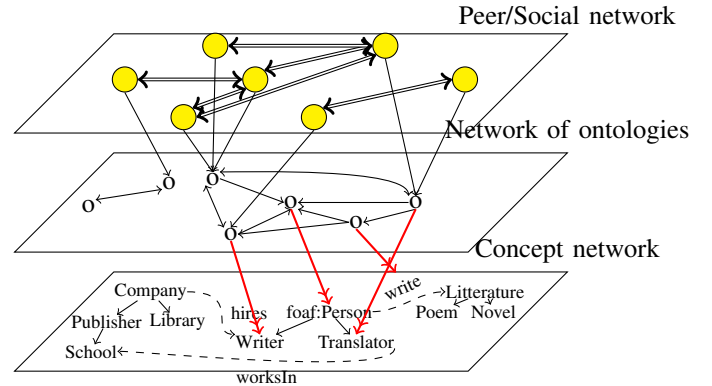 Peer/Social network
Network of ontologies
o
o
o
o
o
o
o
Concept network
Company
write
Litterature
hires
foaf:Person
Poem
Novel
Publisher
Library
Writer
Translator
School
worksIn